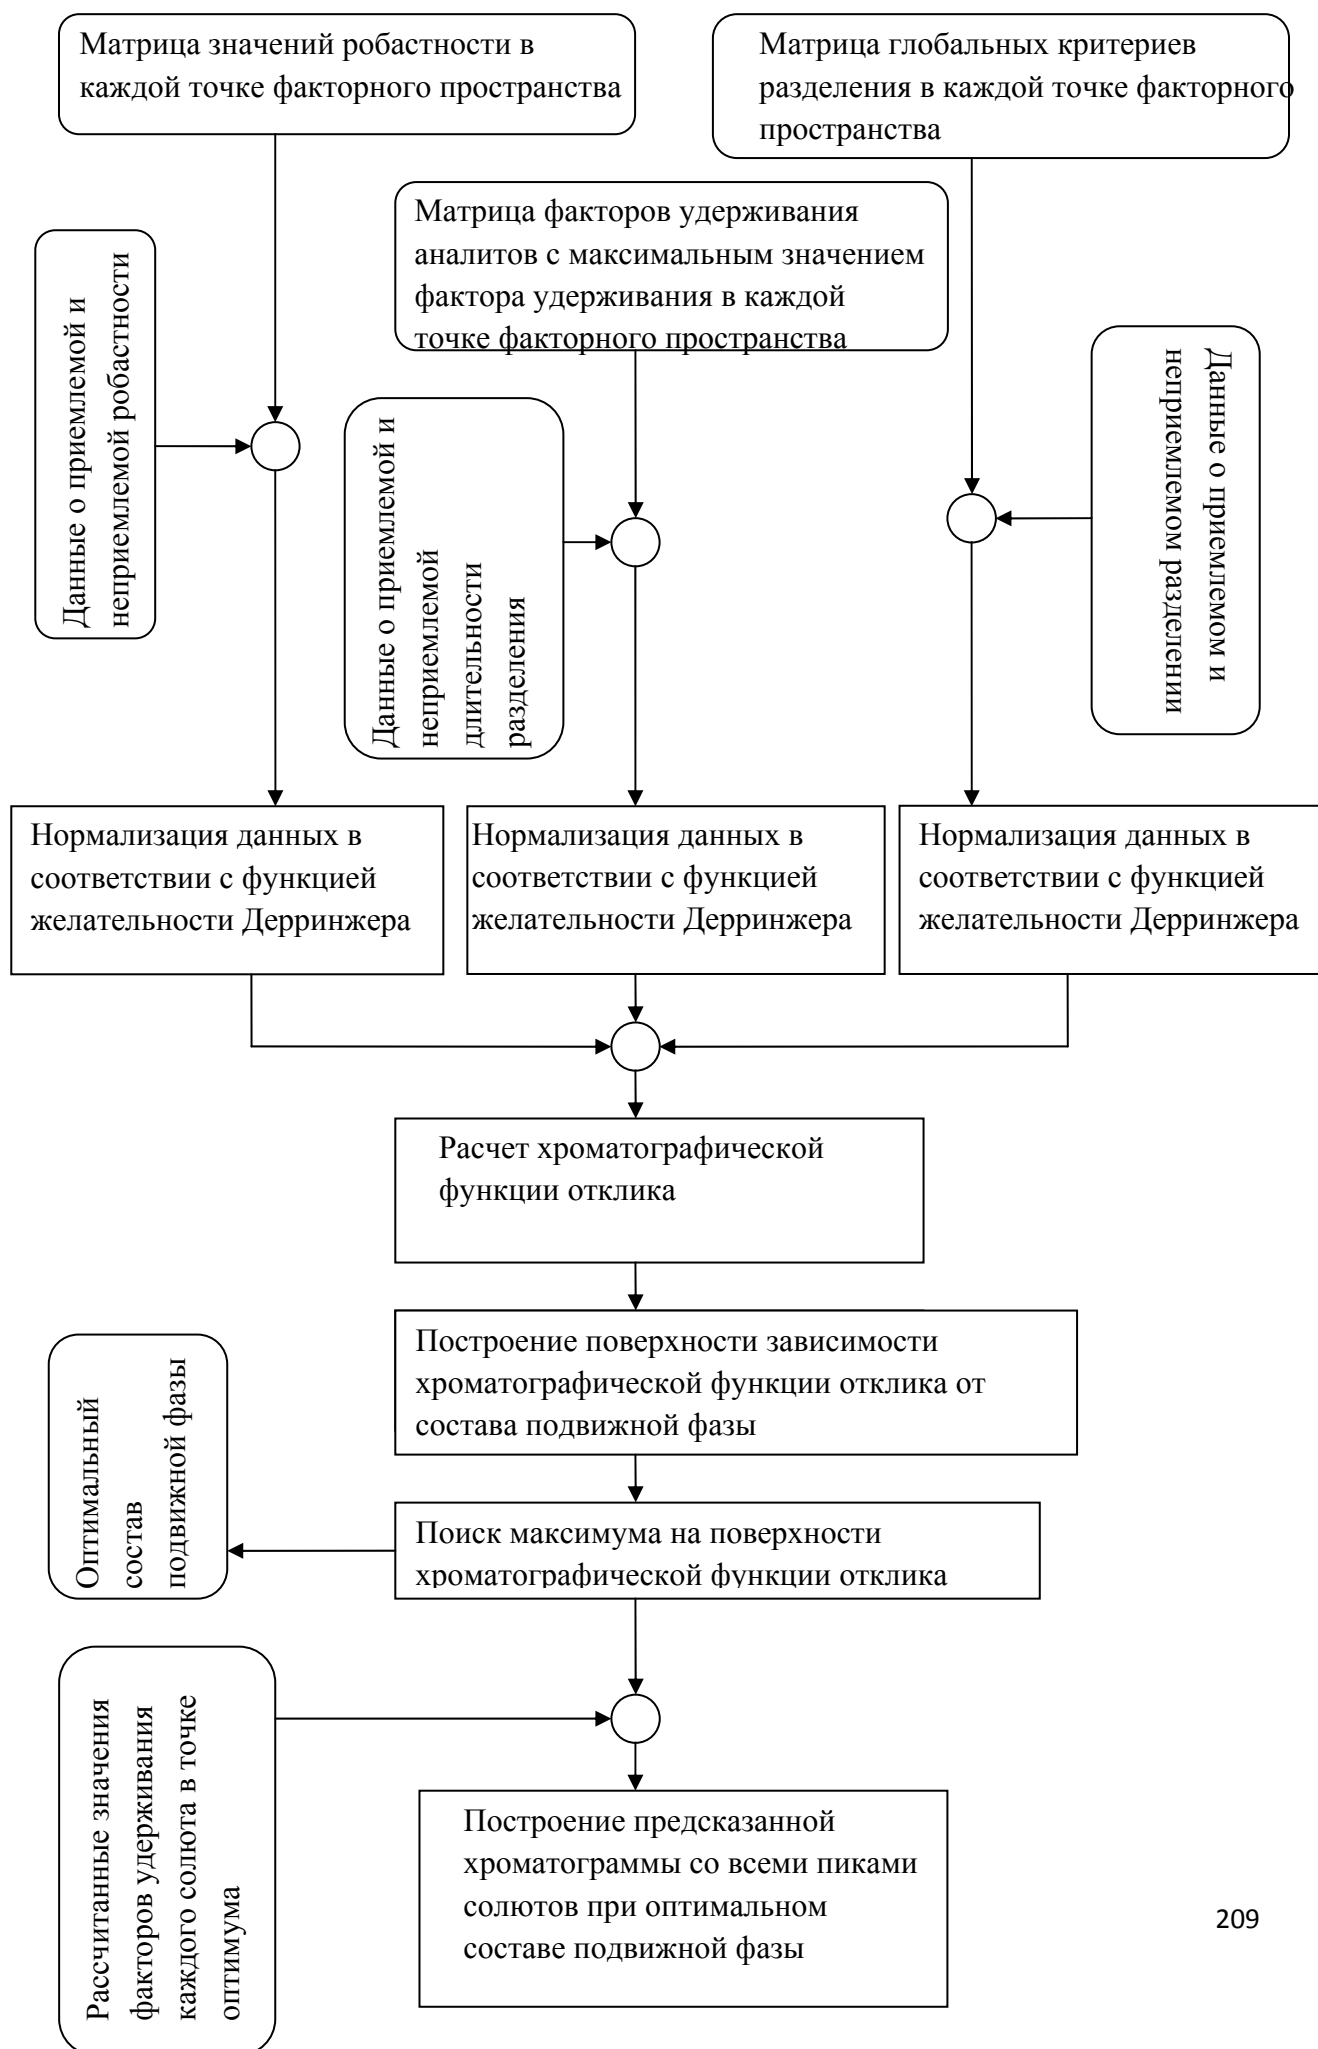 Матрица значений робастности в
каждой точке факторного пространства
Матрица глобальных критериев
разделения в каждой точке факторного
пространства
Матрица факторов удерживания
аналитов с максимальным значением
фактора удерживания в каждой
точке факторного пространства
Данные о приемлемой и
неприемлемой робастности
Данные о приемлемой и
неприемлемой
длительности
разделения
Данные о приемлемом и
неприемлемом разделении
Нормализация данных в
соответствии с функцией
желательности Дерринжера
Нормализация данных в
соответствии с функцией
желательности Дерринжера
Нормализация данных в
соответствии с функцией
желательности Дерринжера
Расчет хроматографической
функции отклика
Построение поверхности зависимости
хроматографической функции отклика от
состава подвижной фазы
Оптимальный
состав
подвижной фазы
Поиск максимума на поверхности
хроматографической функции отклика
Рассчитанные значения
факторов удерживания
каждого солюта в точке
оптимума
Построение предсказанной
хроматограммы со всеми пиками
солютов при оптимальном
составе подвижной фазы
209